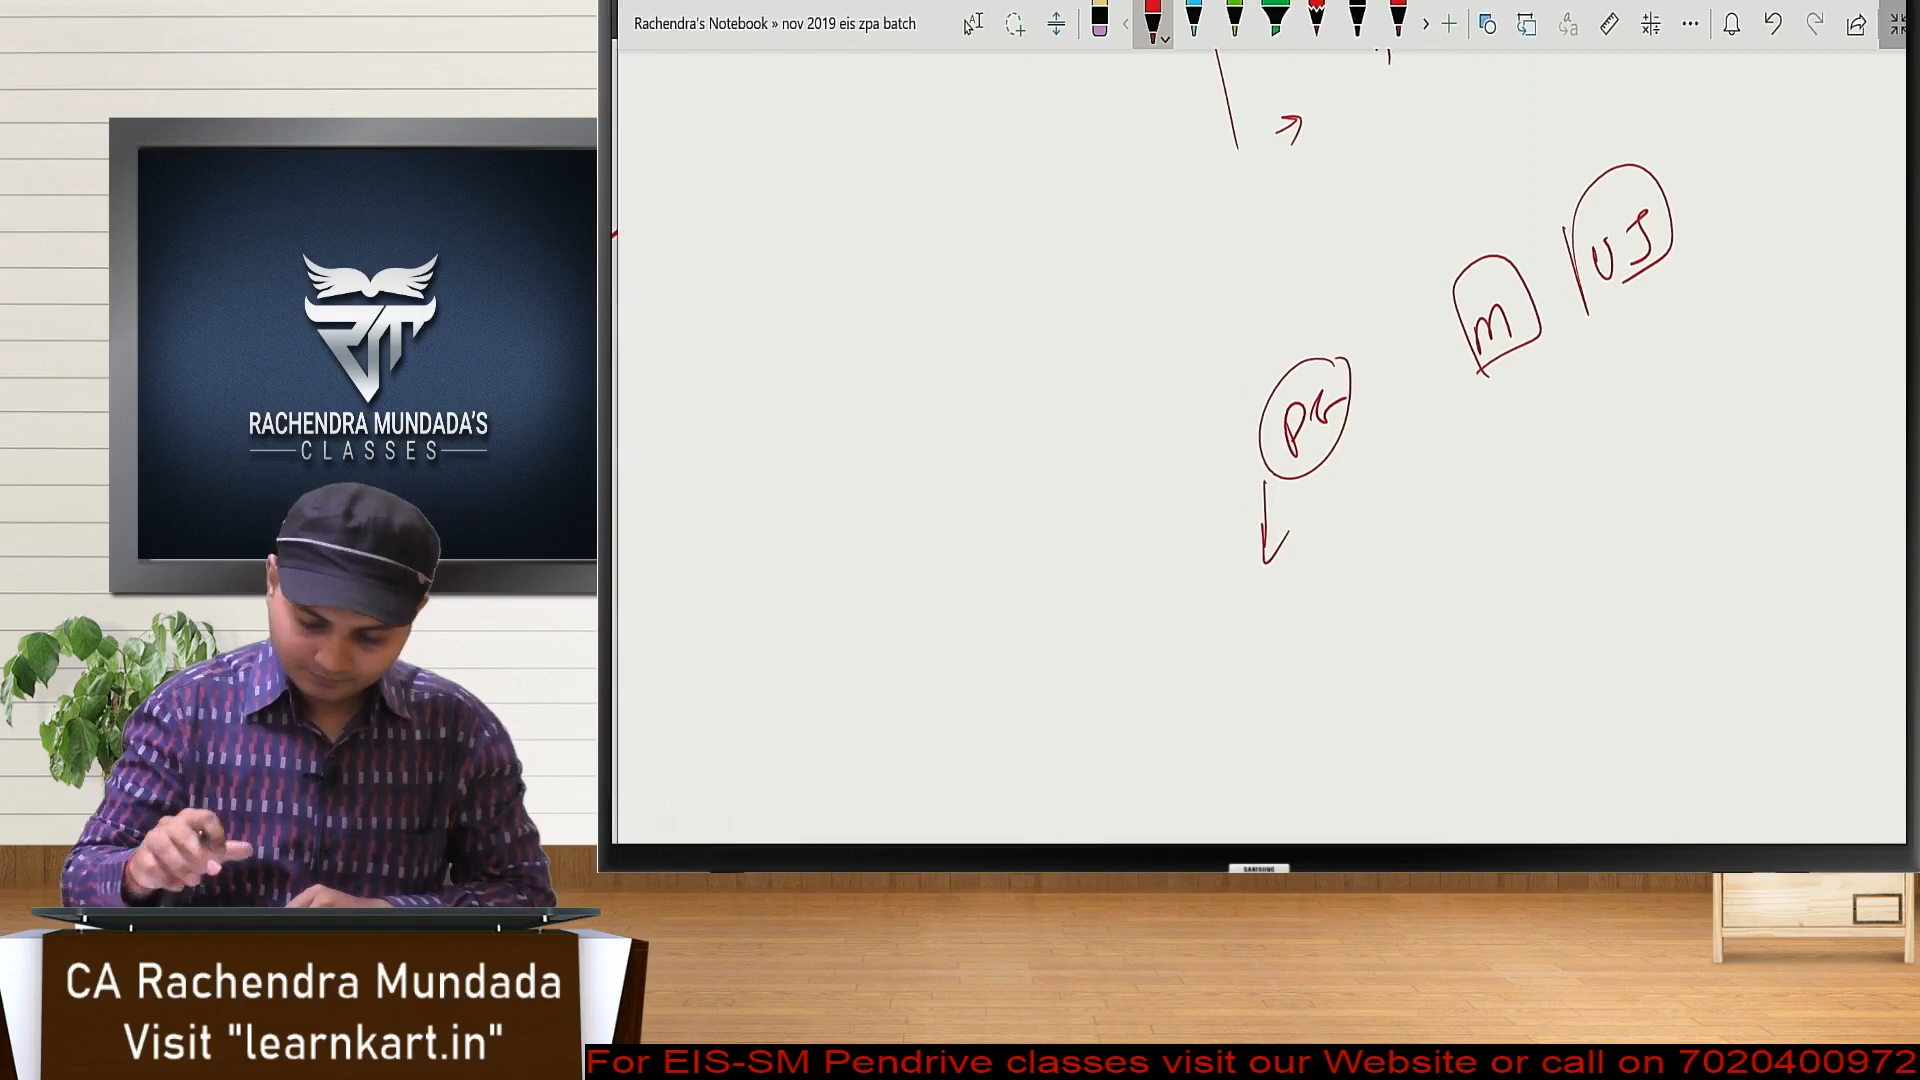 Rachendra's Notebook » nov 2019 eis zpa batch
RACHENDRA MUNDADA'S
CLASSES
M
SAMSUNG
CA Rachendra Mundada
Visit "learnkart.in"
For EIS-SM Pendrive classes visit our Website or call on 7020400972